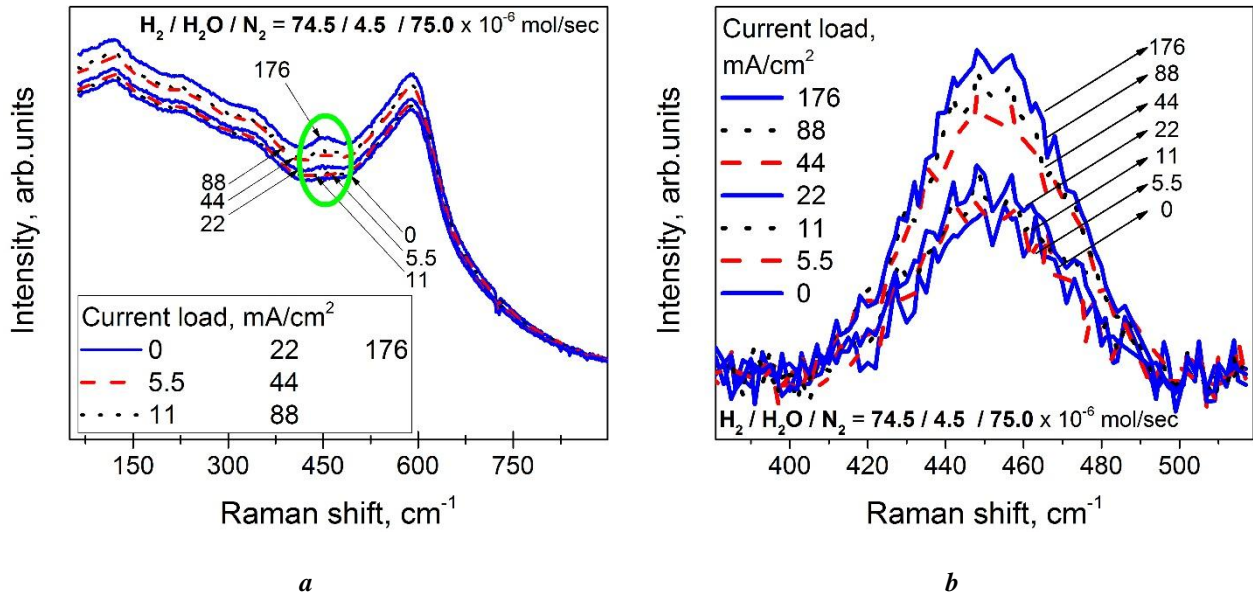 H₂ / H₂O / N₂ = 74.5 / 4.5 / 75.0 x 10⁻⁶ mol/sec
176
88
44
22
0
5.5
11
Current load, mA/cm²
0 22 176
5.5 44
11 88
Intensity, arb.units
150 300 450 600 750
Raman shift, cm⁻¹
a
Current load,
mA/cm²
176
88
44
22
11
5.5
0
176
88
44
22
11
5.5
0
H₂ / H₂O / N₂ = 74.5 / 4.5 / 75.0 x 10⁻⁶ mol/sec
Intensity, arb.units
400 420 440 460 480 500
Raman shift, cm⁻¹
b